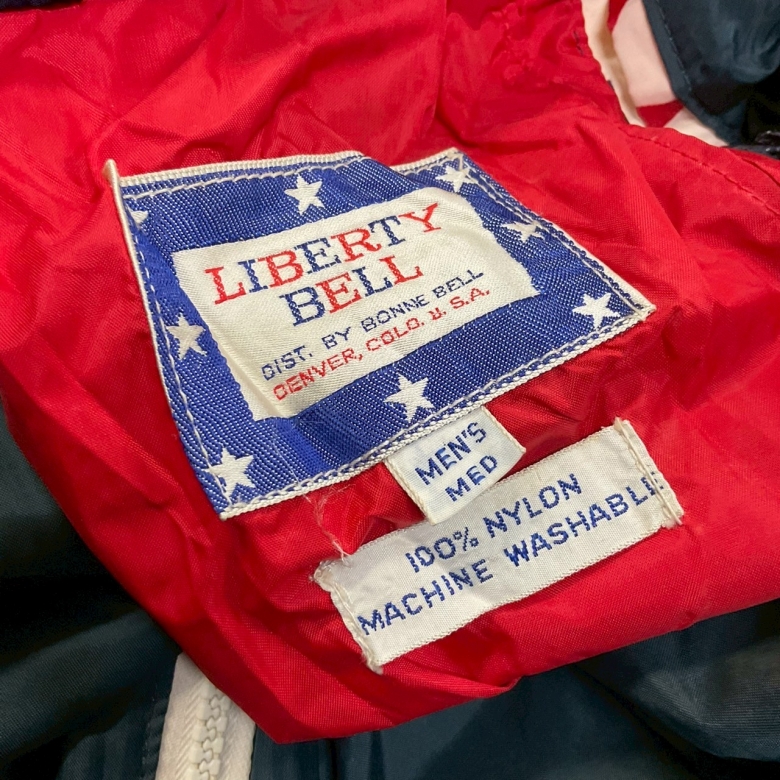 LIBERTY
BELL
DIST. BY BONNE BELL
DENVER, COLO. U.S.A.
MEN'S
MED
100% NYLON
MACHINE WASHABLE